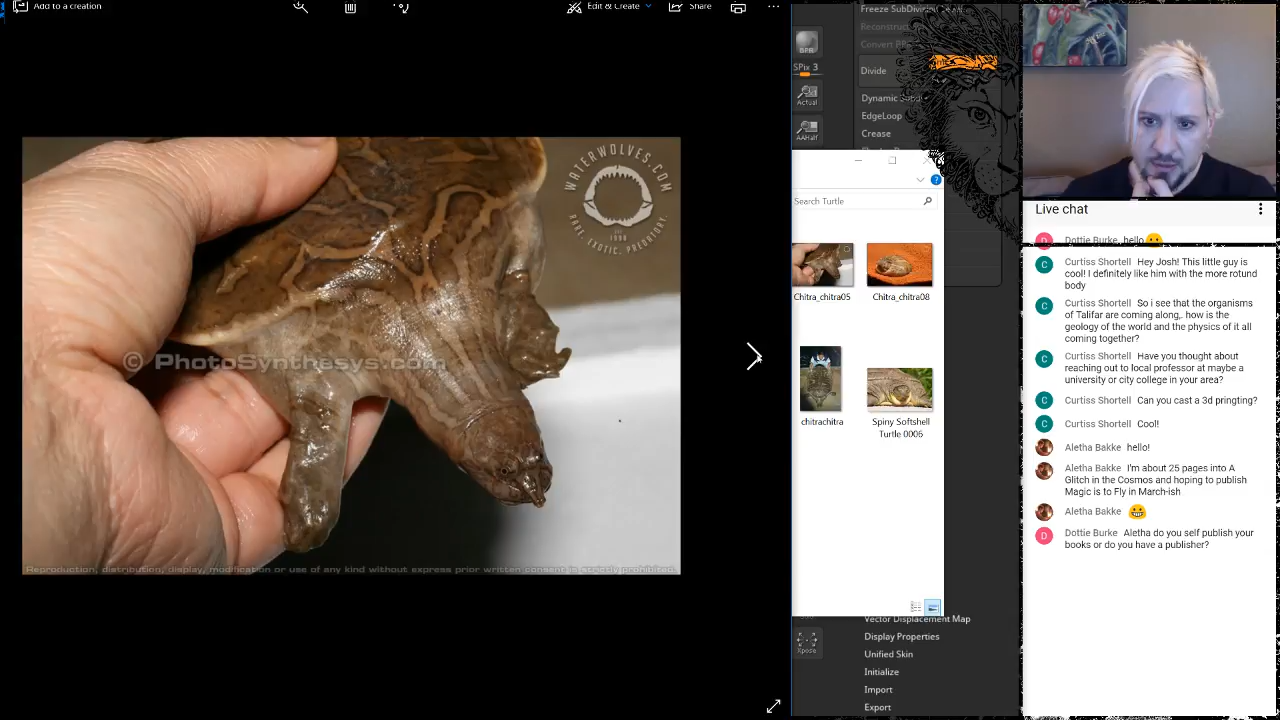 Add to a creation
Edit & Create
Share
WATERWOLVES.COM
EST
1998
RARE, EXOTIC, PREDATORY.
© PhotoSynthesys.com
Reproduction, distribution, display, modification or use of any kind without express prior written consent is strictly prohibited.
BPR
SPix 3
Actual
AAHalf
Divide
EdgeLoop
Crease
Search Turtle
Chitra_chitra05
Chitra_chitra08
chitrachitra
Spiny Softshell
Turtle 0006
Xpose
Vector Displacement Map
Display Properties
Unified Skin
Initialize
Import
Export
Live chat
D Dottie Burke hello
C Curtiss Shortell Hey Josh! This little guy is
cool! I definitely like him with the more rotund
body
C Curtiss Shortell So i see that the organisms
of Talifar are coming along,. how is the
geology of the world and the physics of it all
coming together?
C Curtiss Shortell Have you thought about
reaching out to local professor at maybe a
university or city college in your area?
C Curtiss Shortell Can you cast a 3d pringting?
C Curtiss Shortell Cool!
Aletha Bakke hello!
Aletha Bakke I'm about 25 pages into A
Glitch in the Cosmos and hoping to publish
Magic is to Fly in March-ish
Aletha Bakke
D Dottie Burke Aletha do you self publish your
books or do you have a publisher?